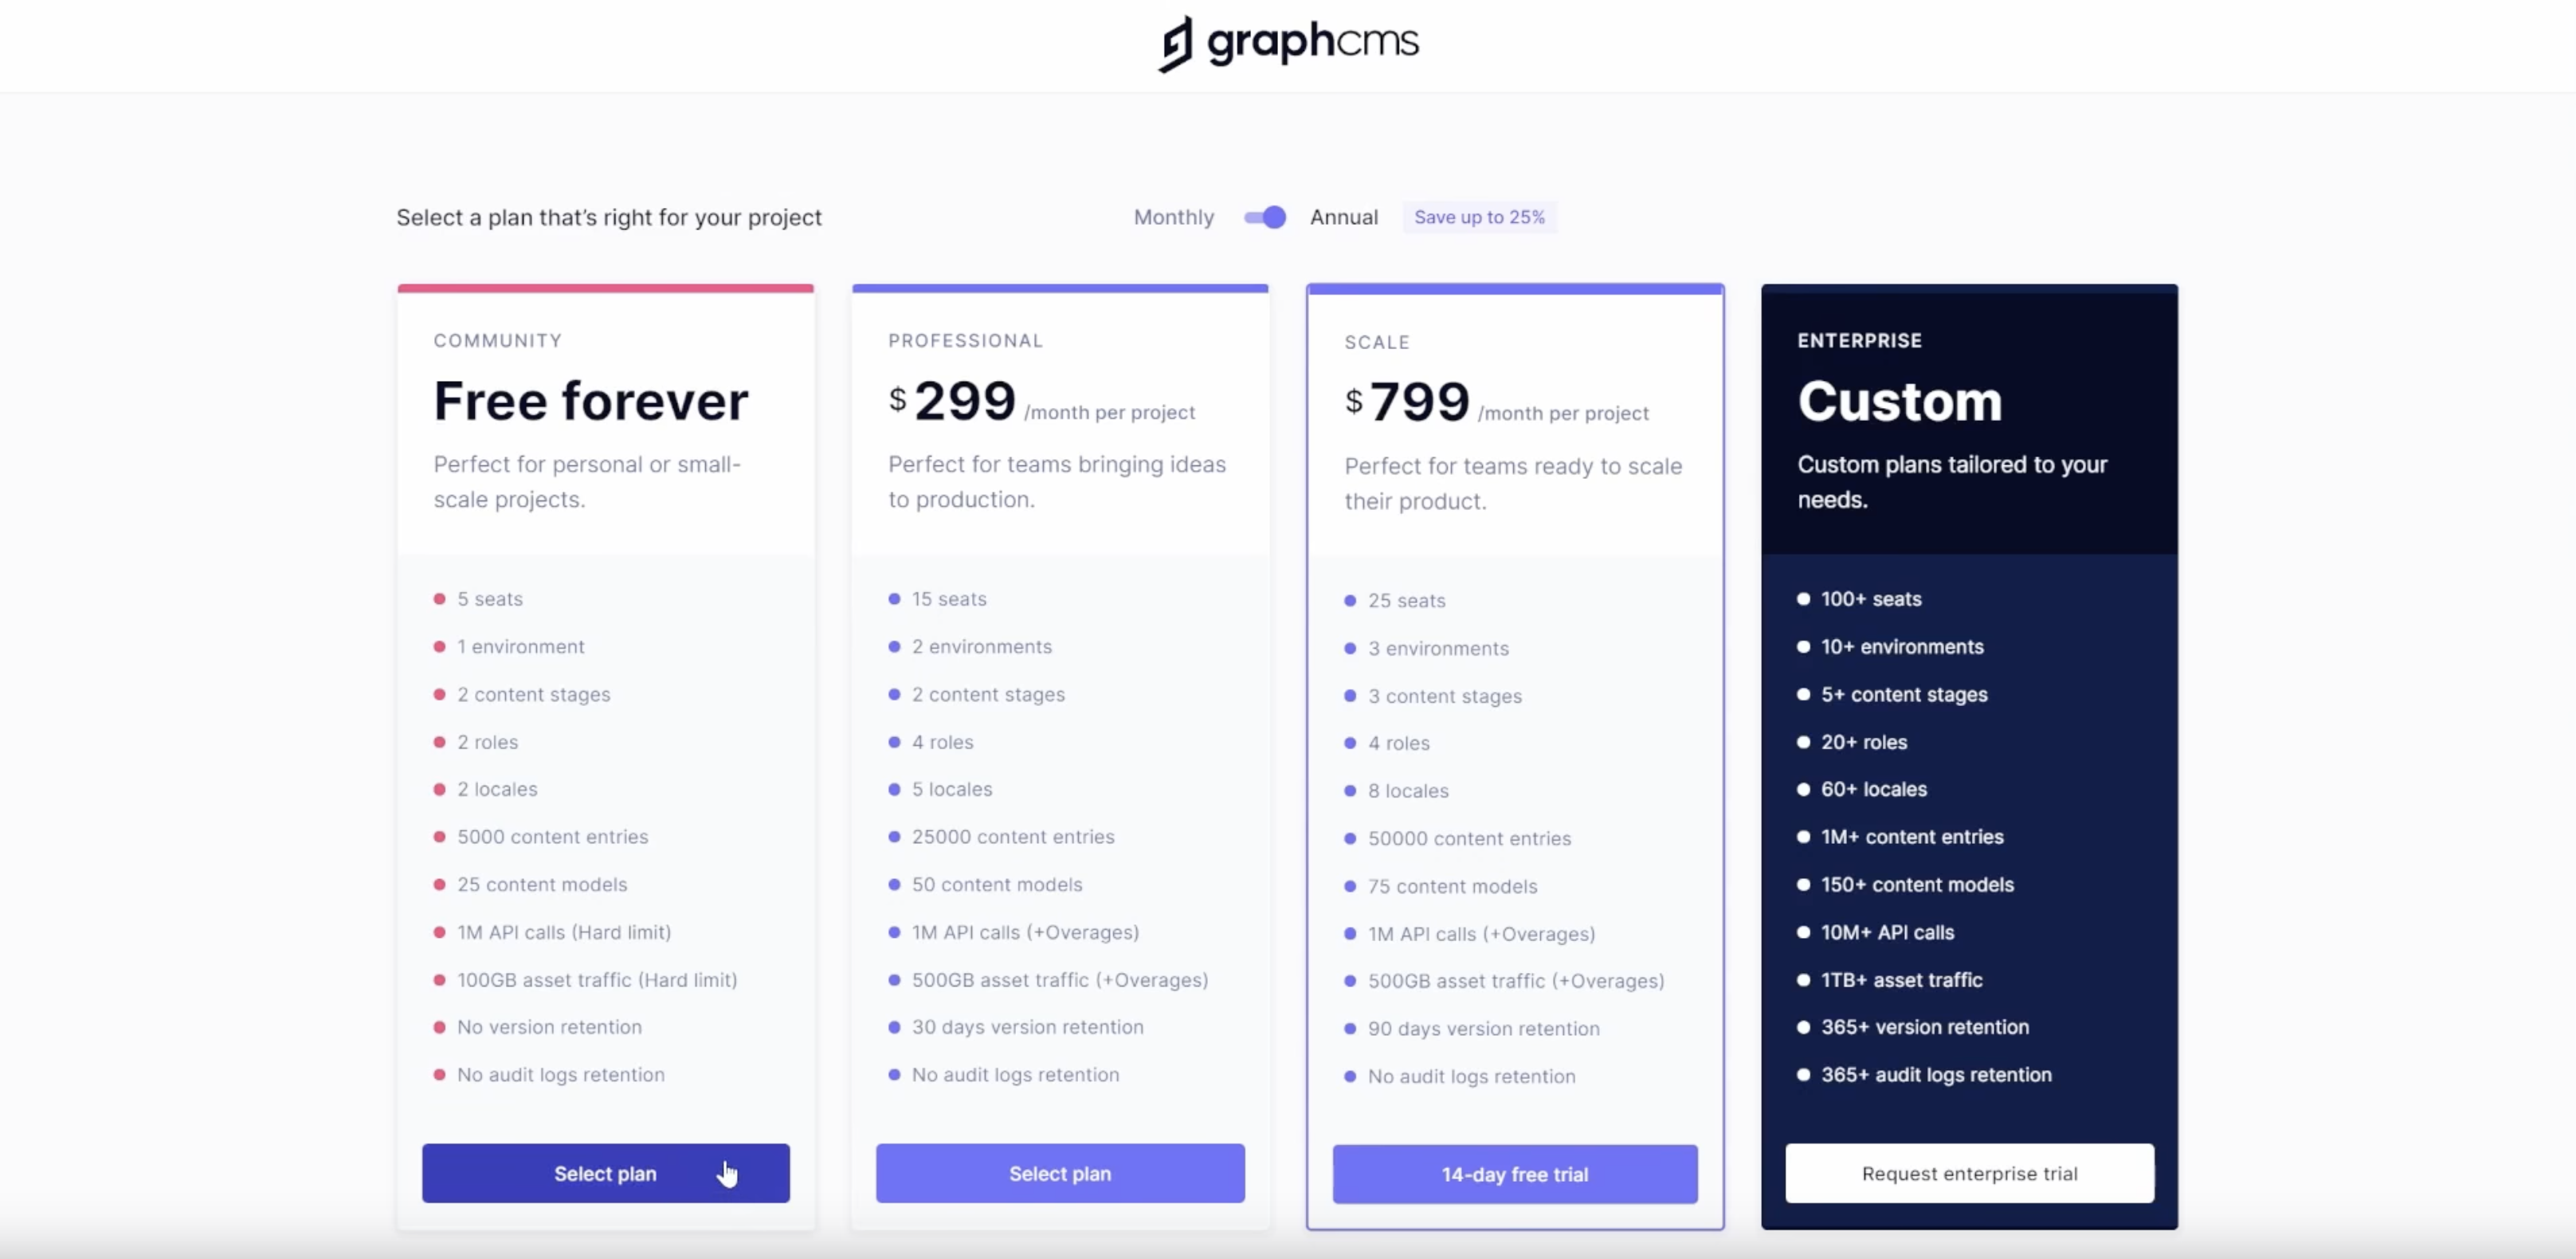 graphcms
Select a plan that's right for your project
Monthly
Annual
Save up to 25%
COMMUNITY
Free forever
Perfect for personal or small-
scale projects.
5 seats
1 environment
2 content stages
2 roles
2 locales
5000 content entries
25 content models
1M API calls (Hard limit)
100GB asset traffic (Hard limit)
No version retention
No audit logs retention
Select plan
PROFESSIONAL
$ 299 /month per project
Perfect for teams bringing ideas
to production.
15 seats
2 environments
2 content stages
4 roles
5 locales
25000 content entries
50 content models
1M API calls (+Overages)
500GB asset traffic (+Overages)
30 days version retention
No audit logs retention
Select plan
SCALE
$ 799 /month per project
Perfect for teams ready to scale
their product.
25 seats
3 environments
3 content stages
4 roles
8 locales
50000 content entries
75 content models
1M API calls (+Overages)
500GB asset traffic (+Overages)
90 days version retention
No audit logs retention
14-day free trial
ENTERPRISE
Custom
Custom plans tailored to your
needs.
100+ seats
10+ environments
5+ content stages
20+ roles
60+ locales
1M+ content entries
150+ content models
10M+ API calls
1TB+ asset traffic
365+ version retention
365+ audit logs retention
Request enterprise trial